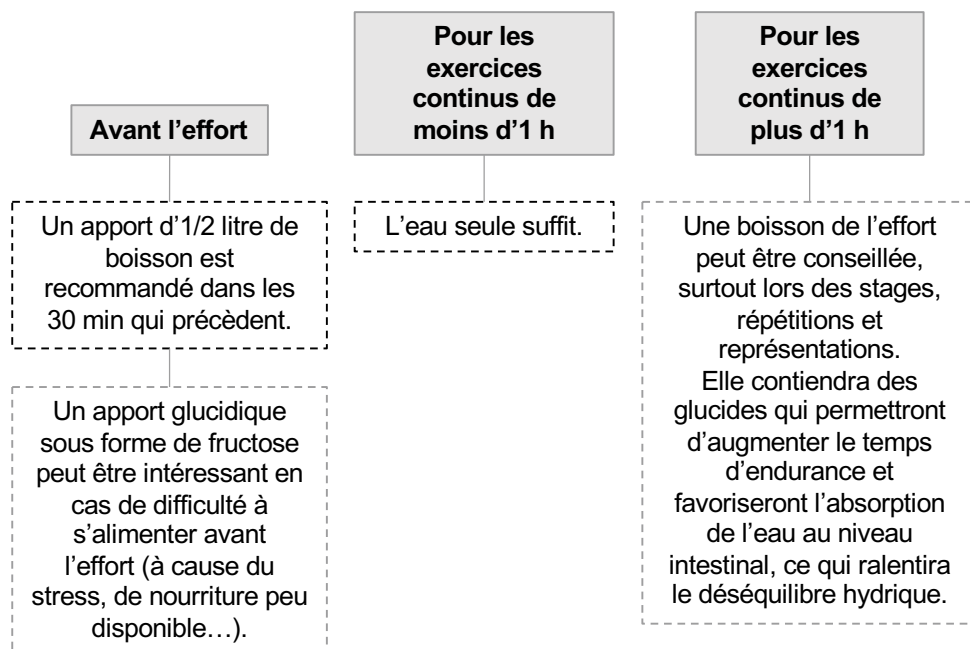 Avant l’effort
Un apport d’1/2 litre de
boisson est
recommandé dans les
30 min qui précèdent.
Un apport glucidique
sous forme de fructose
peut être intéressant en
cas de difficulté à
s’alimenter avant
l’effort (à cause du
stress, de nourriture peu
disponible…).
Pour les
exercices
continus de
moins d’1 h
L’eau seule suffit.
Pour les
exercices
continus de
plus d’1 h
Une boisson de l’effort
peut être conseillée,
surtout lors des stages,
répétitions et
représentations.
Elle contiendra des
glucides qui permettront
d’augmenter le temps
d’endurance et
favoriseront l’absorption
de l’eau au niveau
intestinal, ce qui ralentira
le déséquilibre hydrique.